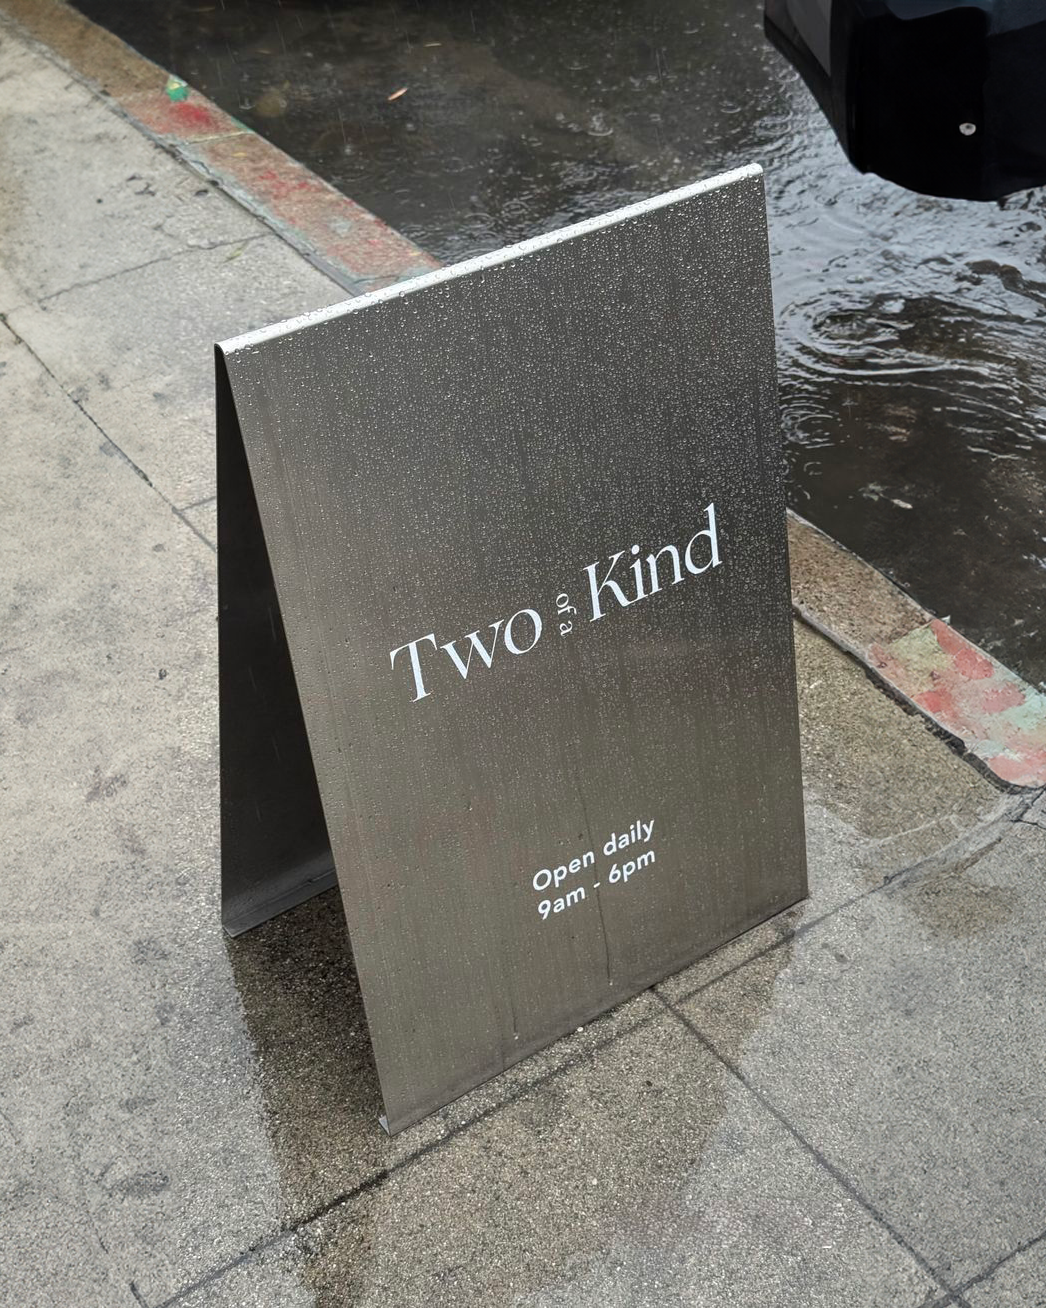 Two of a Kind
Open daily
9am - 6pm